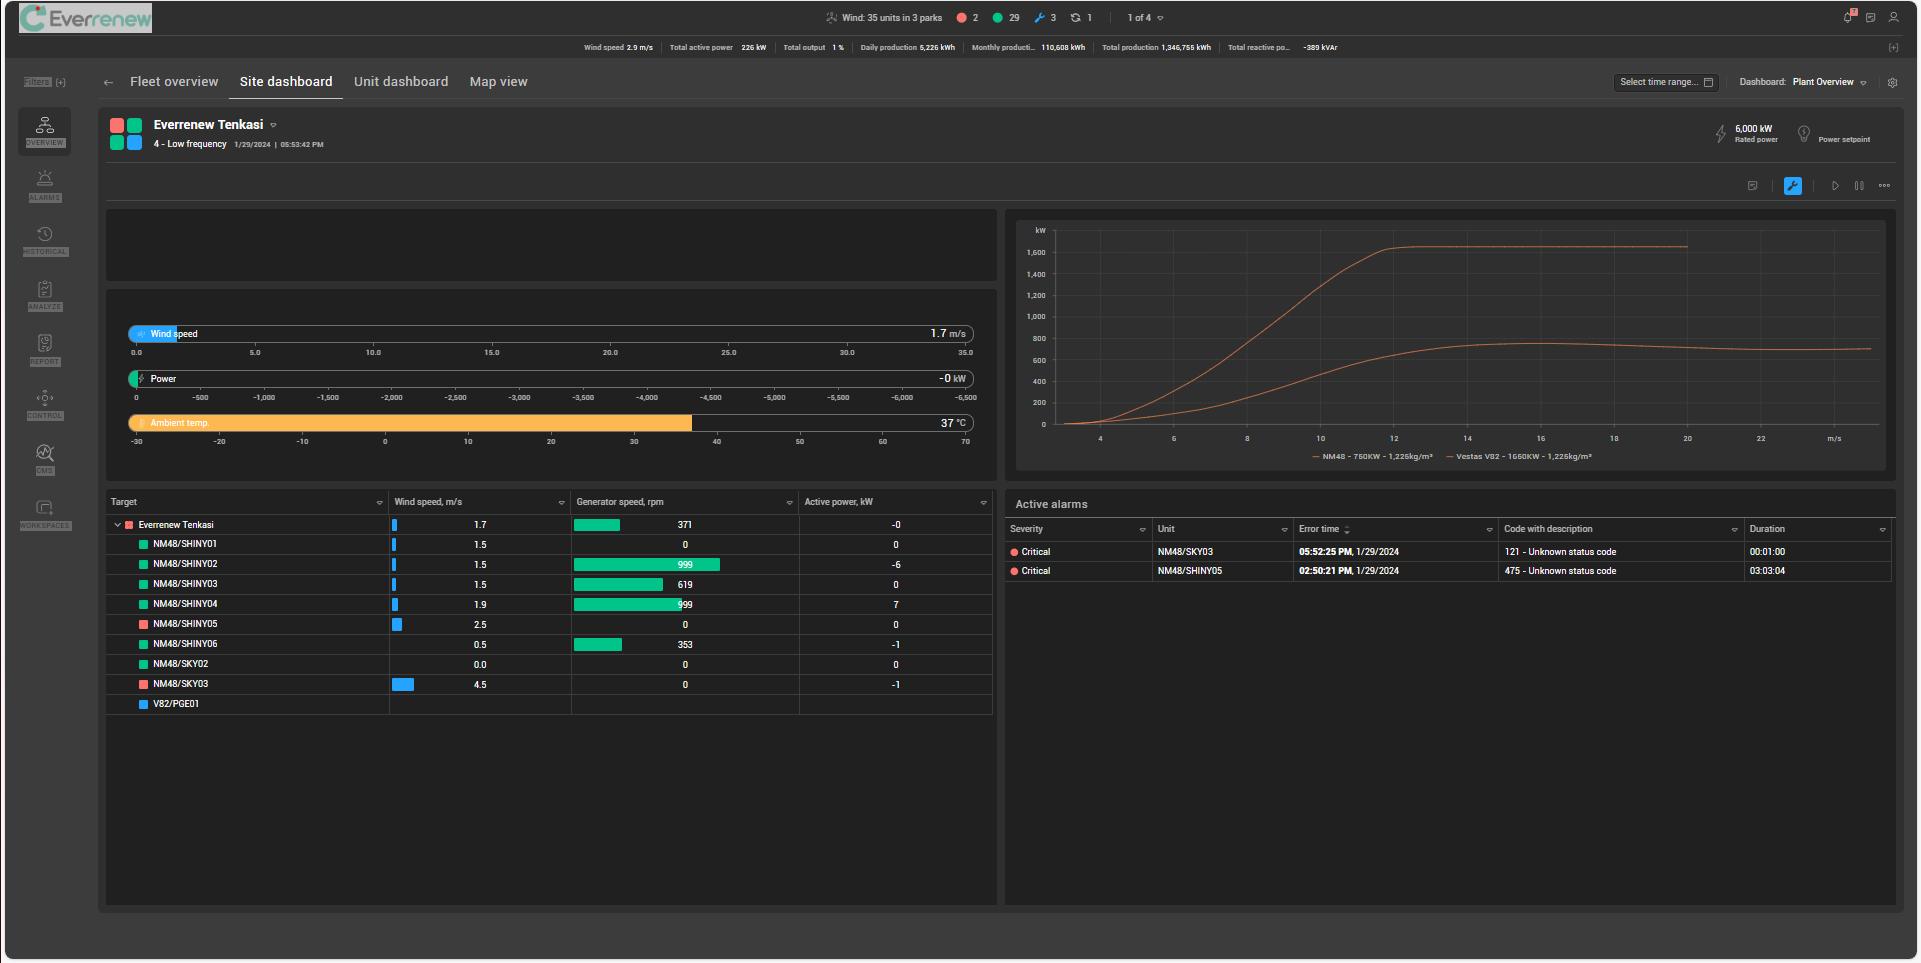 Everrenew
Wind: 35 units in 3 parks 2 29 3 1 1 of 4
7
Wind speed 2.9 m/s Total active power 226 kW Total output 1 % Daily production 5,226 kWh Monthly producti... 110,608 kWh Total production 1,346,755 kWh Total reactive po... -389 kVAr [+]
Filters [+]
← Fleet overview Site dashboard Unit dashboard Map view
Select time range... Dashboard: Plant Overview
OVERVIEW
ALARMS
HISTORICAL
ANALYZE
REPORT
CONTROL
CMS
WORKSPACES
Everrenew Tenkasi
4 - Low frequency 1/29/2024 | 05:53:42 PM
6,000 kW
Rated power
Power setpoint
Wind speed 1.7 m/s
0.0 5.0 10.0 15.0 20.0 25.0 30.0 35.0
Power -0 kW
0 -500 -1,000 -1,500 -2,000 -2,500 -3,000 -3,500 -4,000 -4,500 -5,000 -5,500 -6,000 -6,500
Ambient temp. 37 °C
-30 -20 -10 0 10 20 30 40 50 60 70
kW
1,600
1,400
1,200
1,000
800
600
400
200
0
4 6 8 10 12 14 16 18 20 22 m/s
NM48 - 750KW - 1,225kg/m³ Vestas V82 - 1650KW - 1,225kg/m³
Target Wind speed, m/s Generator speed, rpm Active power, kW
Everrenew Tenkasi 1.7 371 -0
NM48/SHINY01 1.5 0 0
NM48/SHINY02 1.5 999 -6
NM48/SHINY03 1.5 619 0
NM48/SHINY04 1.9 999 7
NM48/SHINY05 2.5 0 0
NM48/SHINY06 0.5 353 -1
NM48/SKY02 0.0 0 0
NM48/SKY03 4.5 0 -1
V82/PGE01
Active alarms
Severity Unit Error time Code with description Duration
Critical NM48/SKY03 05:52:25 PM, 1/29/2024 121 - Unknown status code 00:01:00
Critical NM48/SHINY05 02:50:21 PM, 1/29/2024 475 - Unknown status code 03:03:04